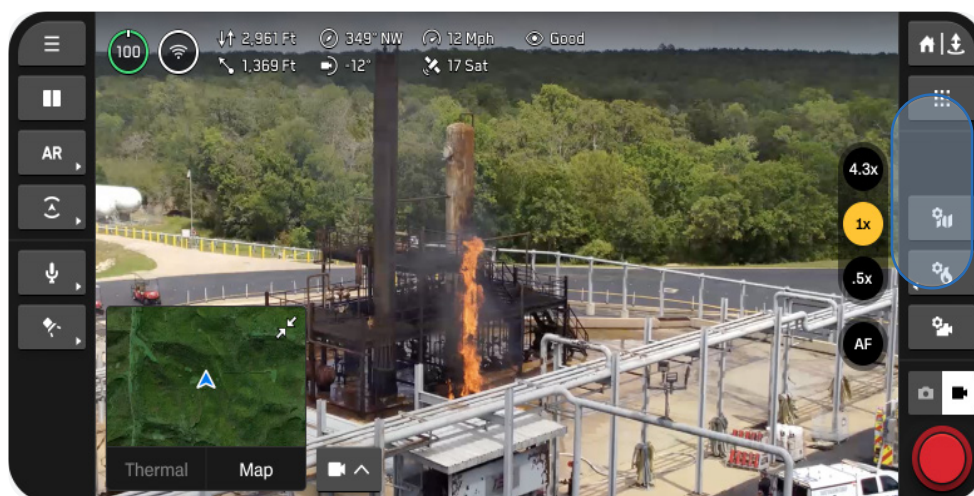 100
2,961 Ft
349° NW
12 Mph
Good
1,369 Ft
-12°
17 Sat
AR
4.3x
1x
.5x
AF
Thermal
Map